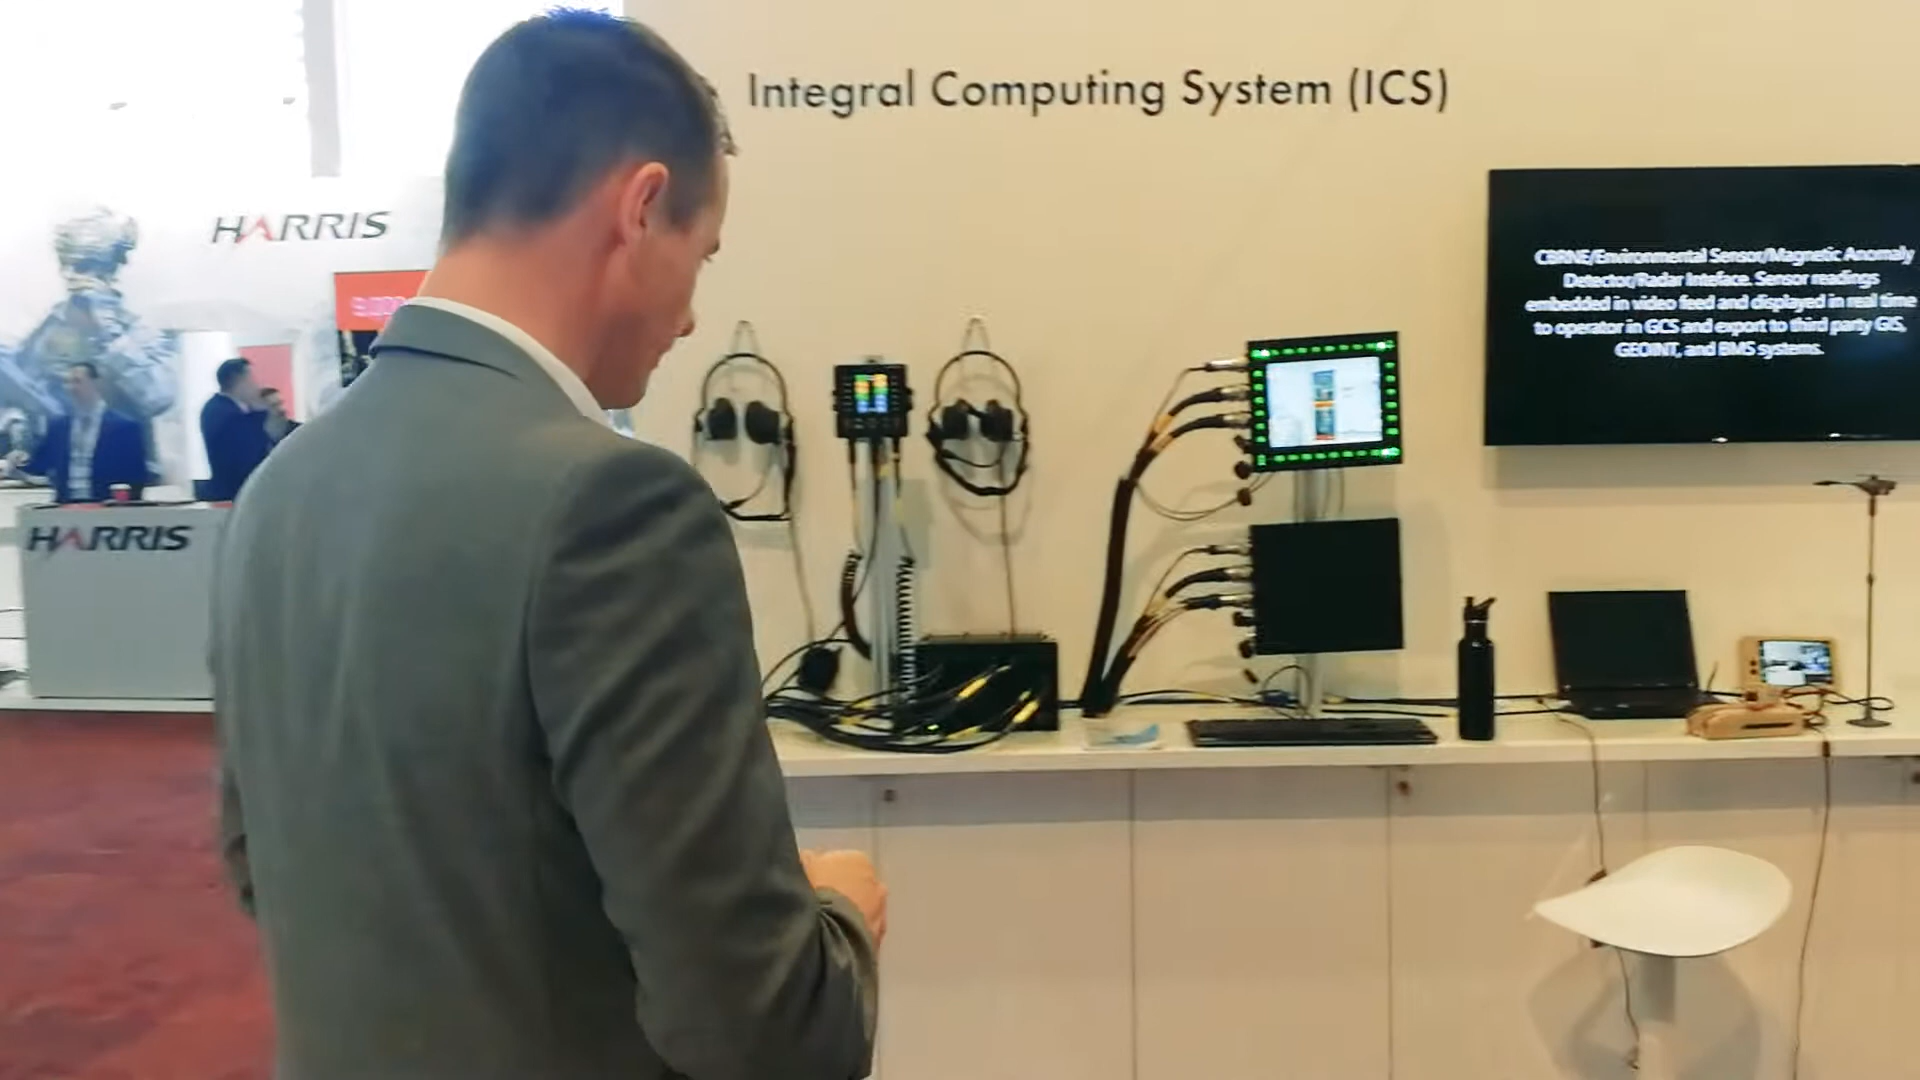 Integral Computing System (ICS)
HARRIS
HARRIS
CBRNE/Environmental Sensor/Magnetic Anomaly
Detector/Radar Inteface. Sensor readings
embedded in video feed and displayed in real time
to operator in GCS and export to third party GIS,
GEOINT, and BMS systems.